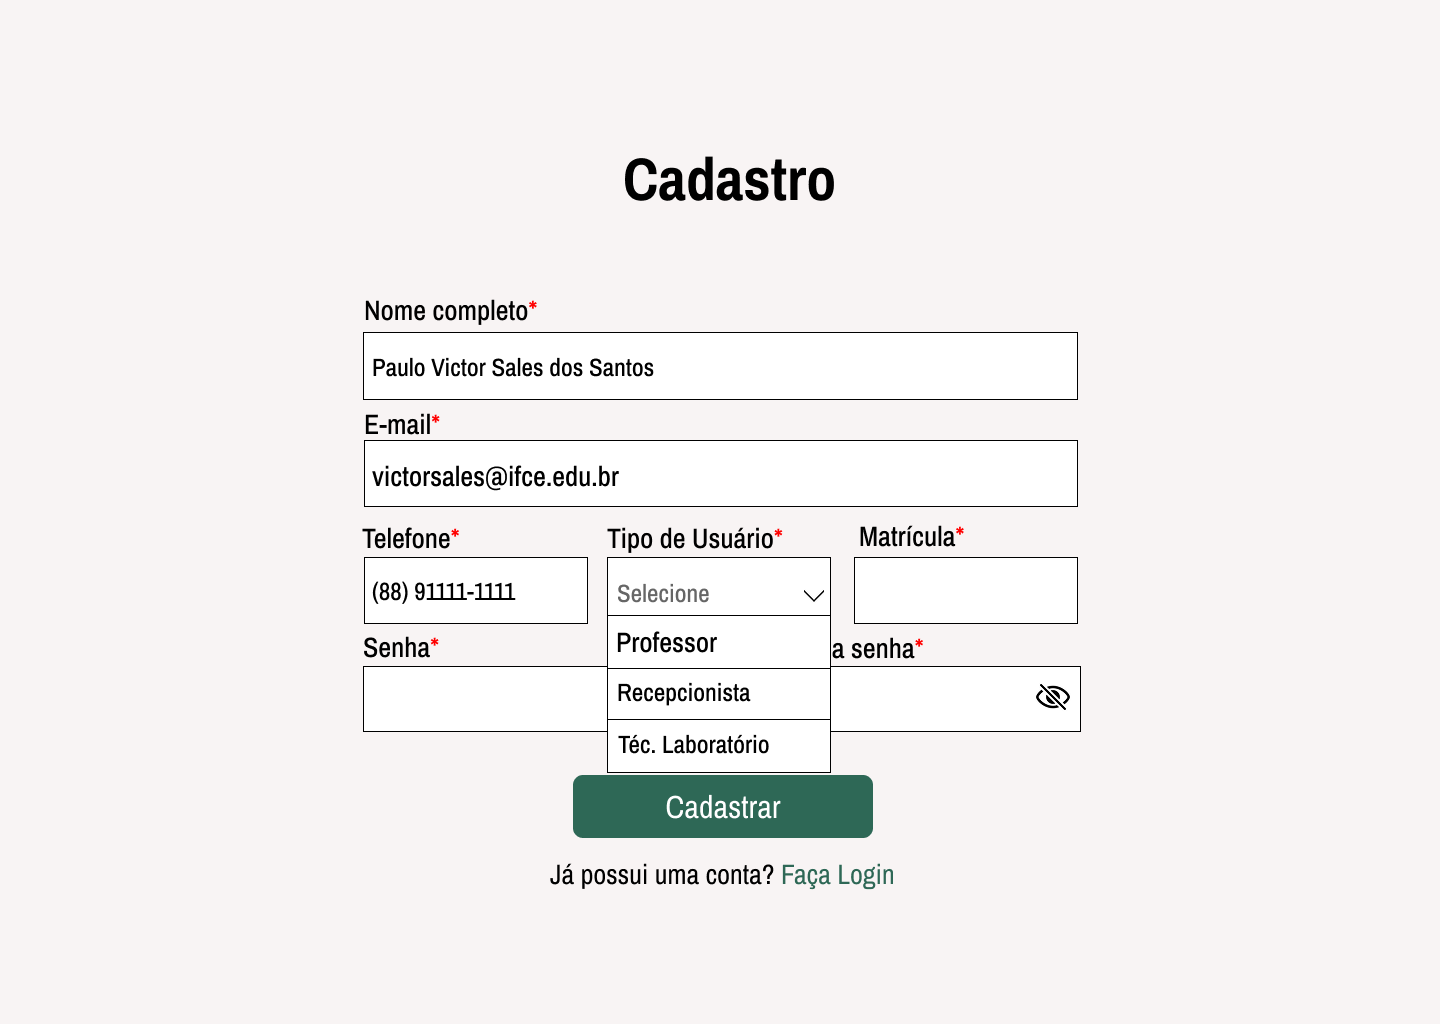 Cadastro
Nome completo*
Paulo Victor Sales dos Santos
E-mail*
victorsales@ifce.edu.br
Telefone* Tipo de Usuário* Matrícula*
(88) 91111-1111 Selecione
Senha* Professor a senha*
Recepcionista
Téc. Laboratório
Cadastrar
Já possui uma conta? Faça Login